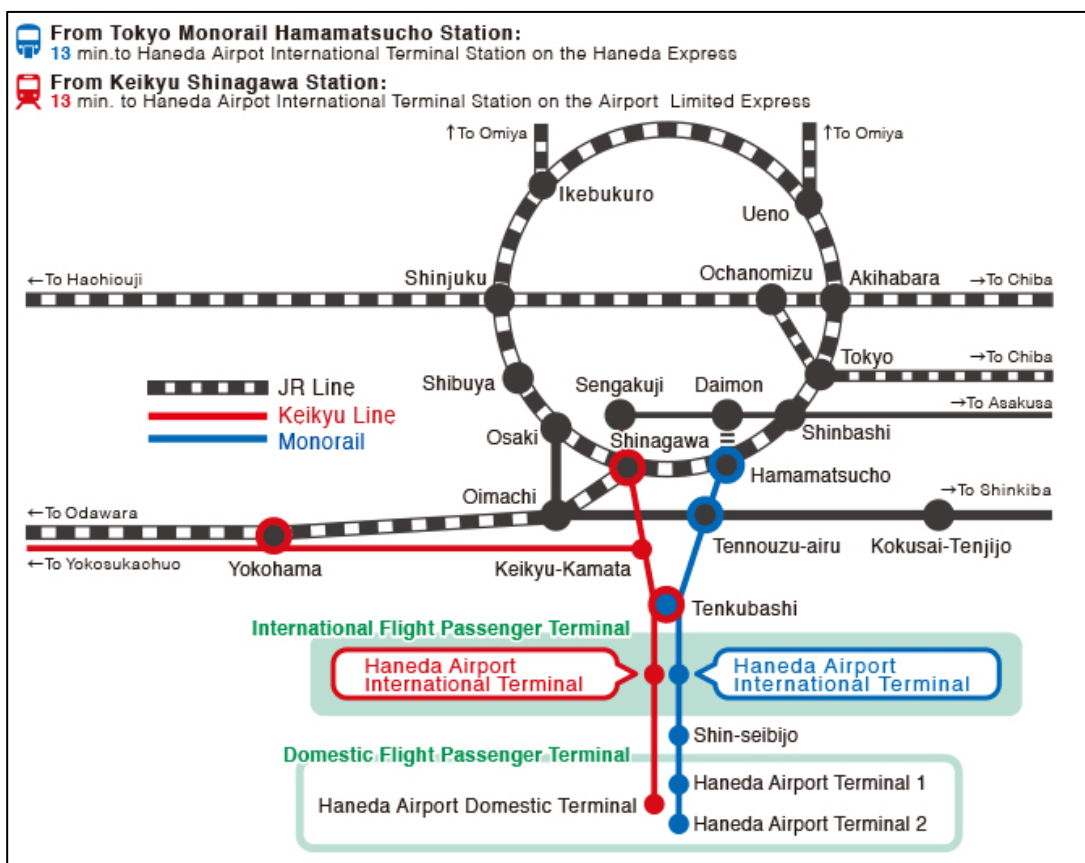 From Tokyo Monorail Hamamatsucho Station:
13 min.to Haneda Airpot International Terminal Station on the Haneda Express
From Keikyu Shinagawa Station:
13 min. to Haneda Airpot International Terminal Station on the Airport Limited Express
↑To Omiya
↑To Omiya
Ikebukuro
Ueno
←To Haohiouji
Shinjuku
Ochanomizu
Akihabara
→To Chiba
Tokyo
→To Chiba
JR Line
Keikyu Line
Monorail
Shibuya
Sengakuji
Daimon
→To Asakusa
Osaki
Shinagawa
Shinbashi
Hamamatsucho
Oimachi
→To Shinkiba
←To Odawara
Tennouzu-airu
Kokusai-Tenjijo
←To Yokosukaohuo
Yokohama
Keikyu-Kamata
Tenkubashi
International Flight Passenger Terminal
Haneda Airport
International Terminal
Haneda Airport
International Terminal
Shin-seibijo
Domestic Flight Passenger Terminal
Haneda Airport Domestic Terminal
Haneda Airport Terminal 1
Haneda Airport Terminal 2